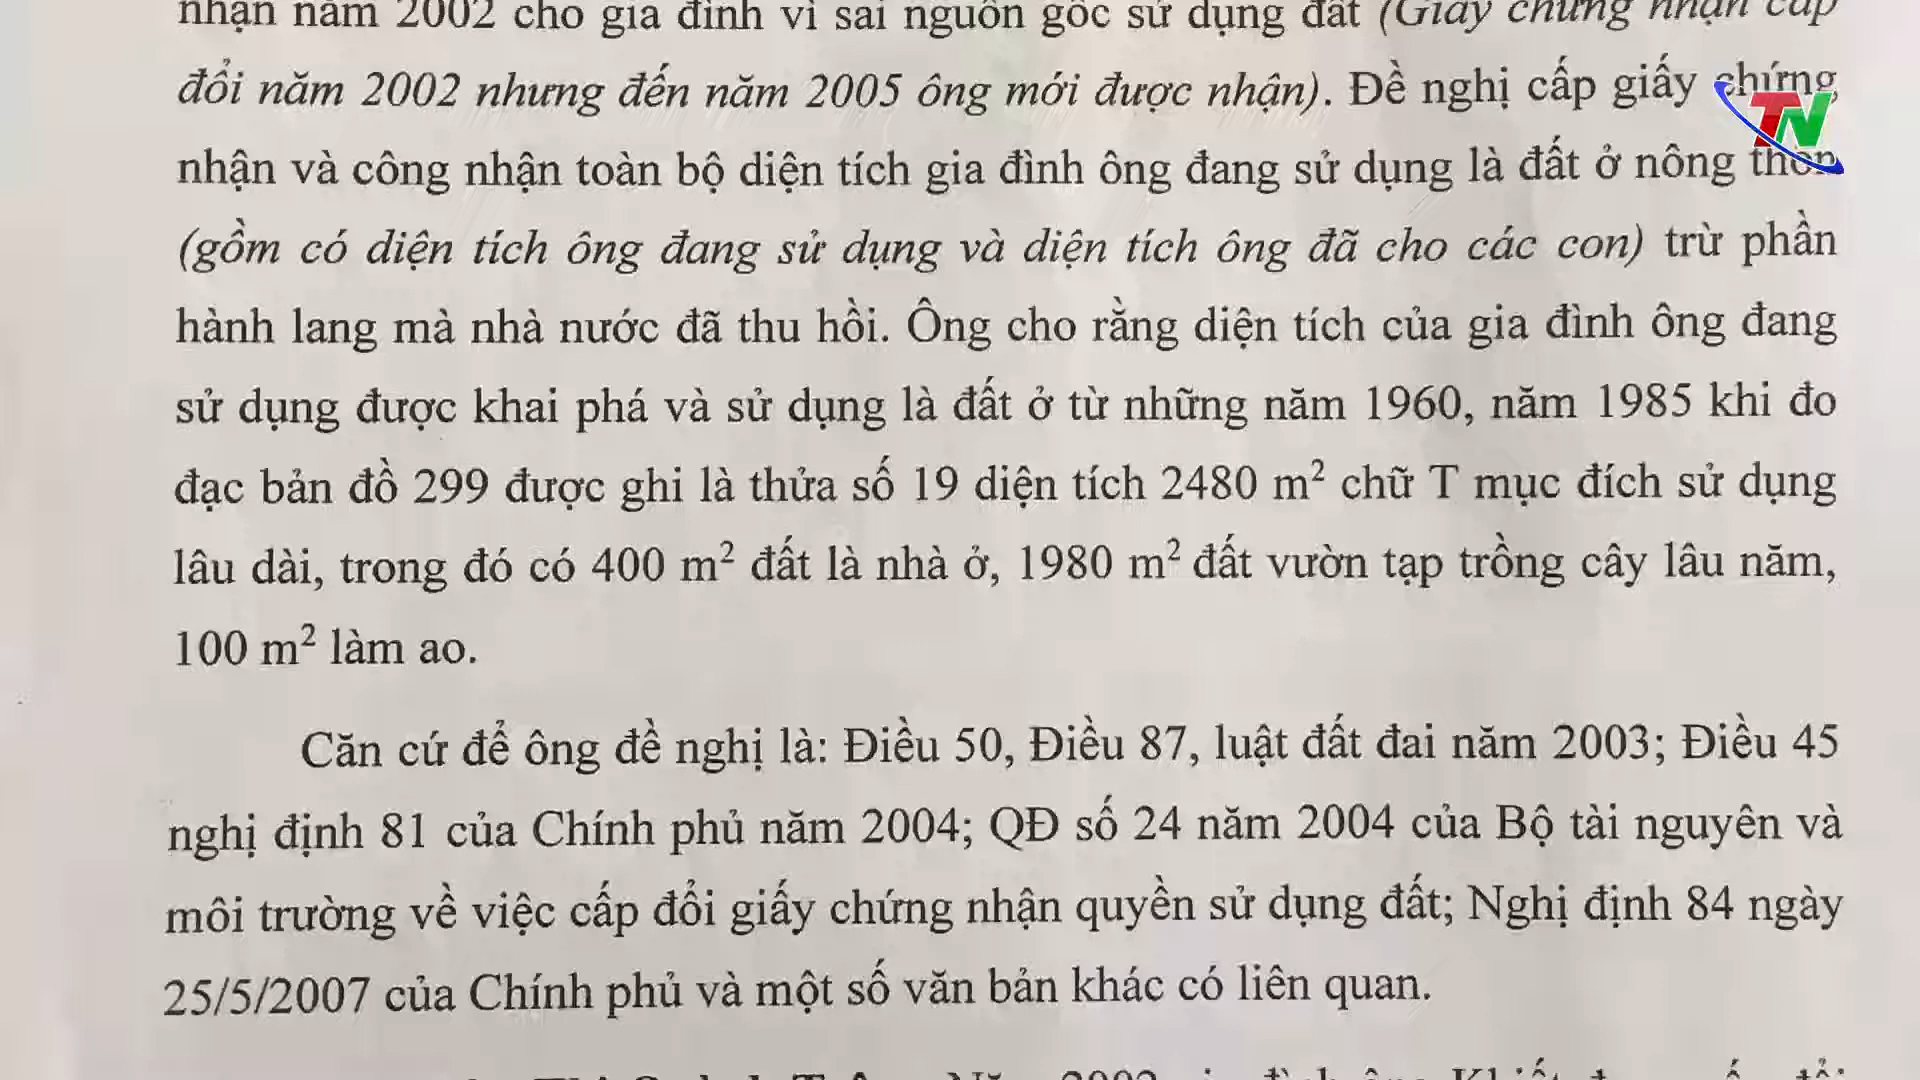 nhận năm 2002 cho gia đình vì sai nguồn gốc sử dụng đất (Giấy chứng nhận cấp
đổi năm 2002 nhưng đến năm 2005 ông mới được nhận). Đề nghị cấp giấy chứng
nhận và công nhận toàn bộ diện tích gia đình ông đang sử dụng là đất ở nông thôn
(gồm có diện tích ông đang sử dụng và diện tích ông đã cho các con) trừ phần
hành lang mà nhà nước đã thu hồi. Ông cho rằng diện tích của gia đình ông đang
sử dụng được khai phá và sử dụng là đất ở từ những năm 1960, năm 1985 khi đo
đạc bản đồ 299 được ghi là thửa số 19 diện tích 2480 m² chữ T mục đích sử dụng
lâu dài, trong đó có 400 m² đất là nhà ở, 1980 m² đất vườn tạp trồng cây lâu năm,
100 m² làm ao.
Căn cứ để ông đề nghị là: Điều 50, Điều 87, luật đất đai năm 2003; Điều 45
nghị định 81 của Chính phủ năm 2004; QĐ số 24 năm 2004 của Bộ tài nguyên và
môi trường về việc cấp đổi giấy chứng nhận quyền sử dụng đất; Nghị định 84 ngày
25/5/2007 của Chính phủ và một số văn bản khác có liên quan.
TN